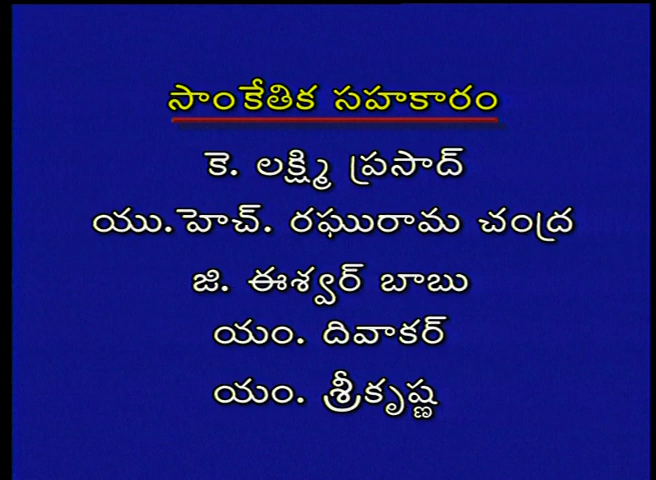 సాంకేతిక సహకారం
కె. లక్ష్మి ప్రసాద్
యు.హెచ్. రఘురామ చంద్ర
జి. ఈశ్వర్ బాబు
యం. దివాకర్
యం. శ్రీకృష్ణ